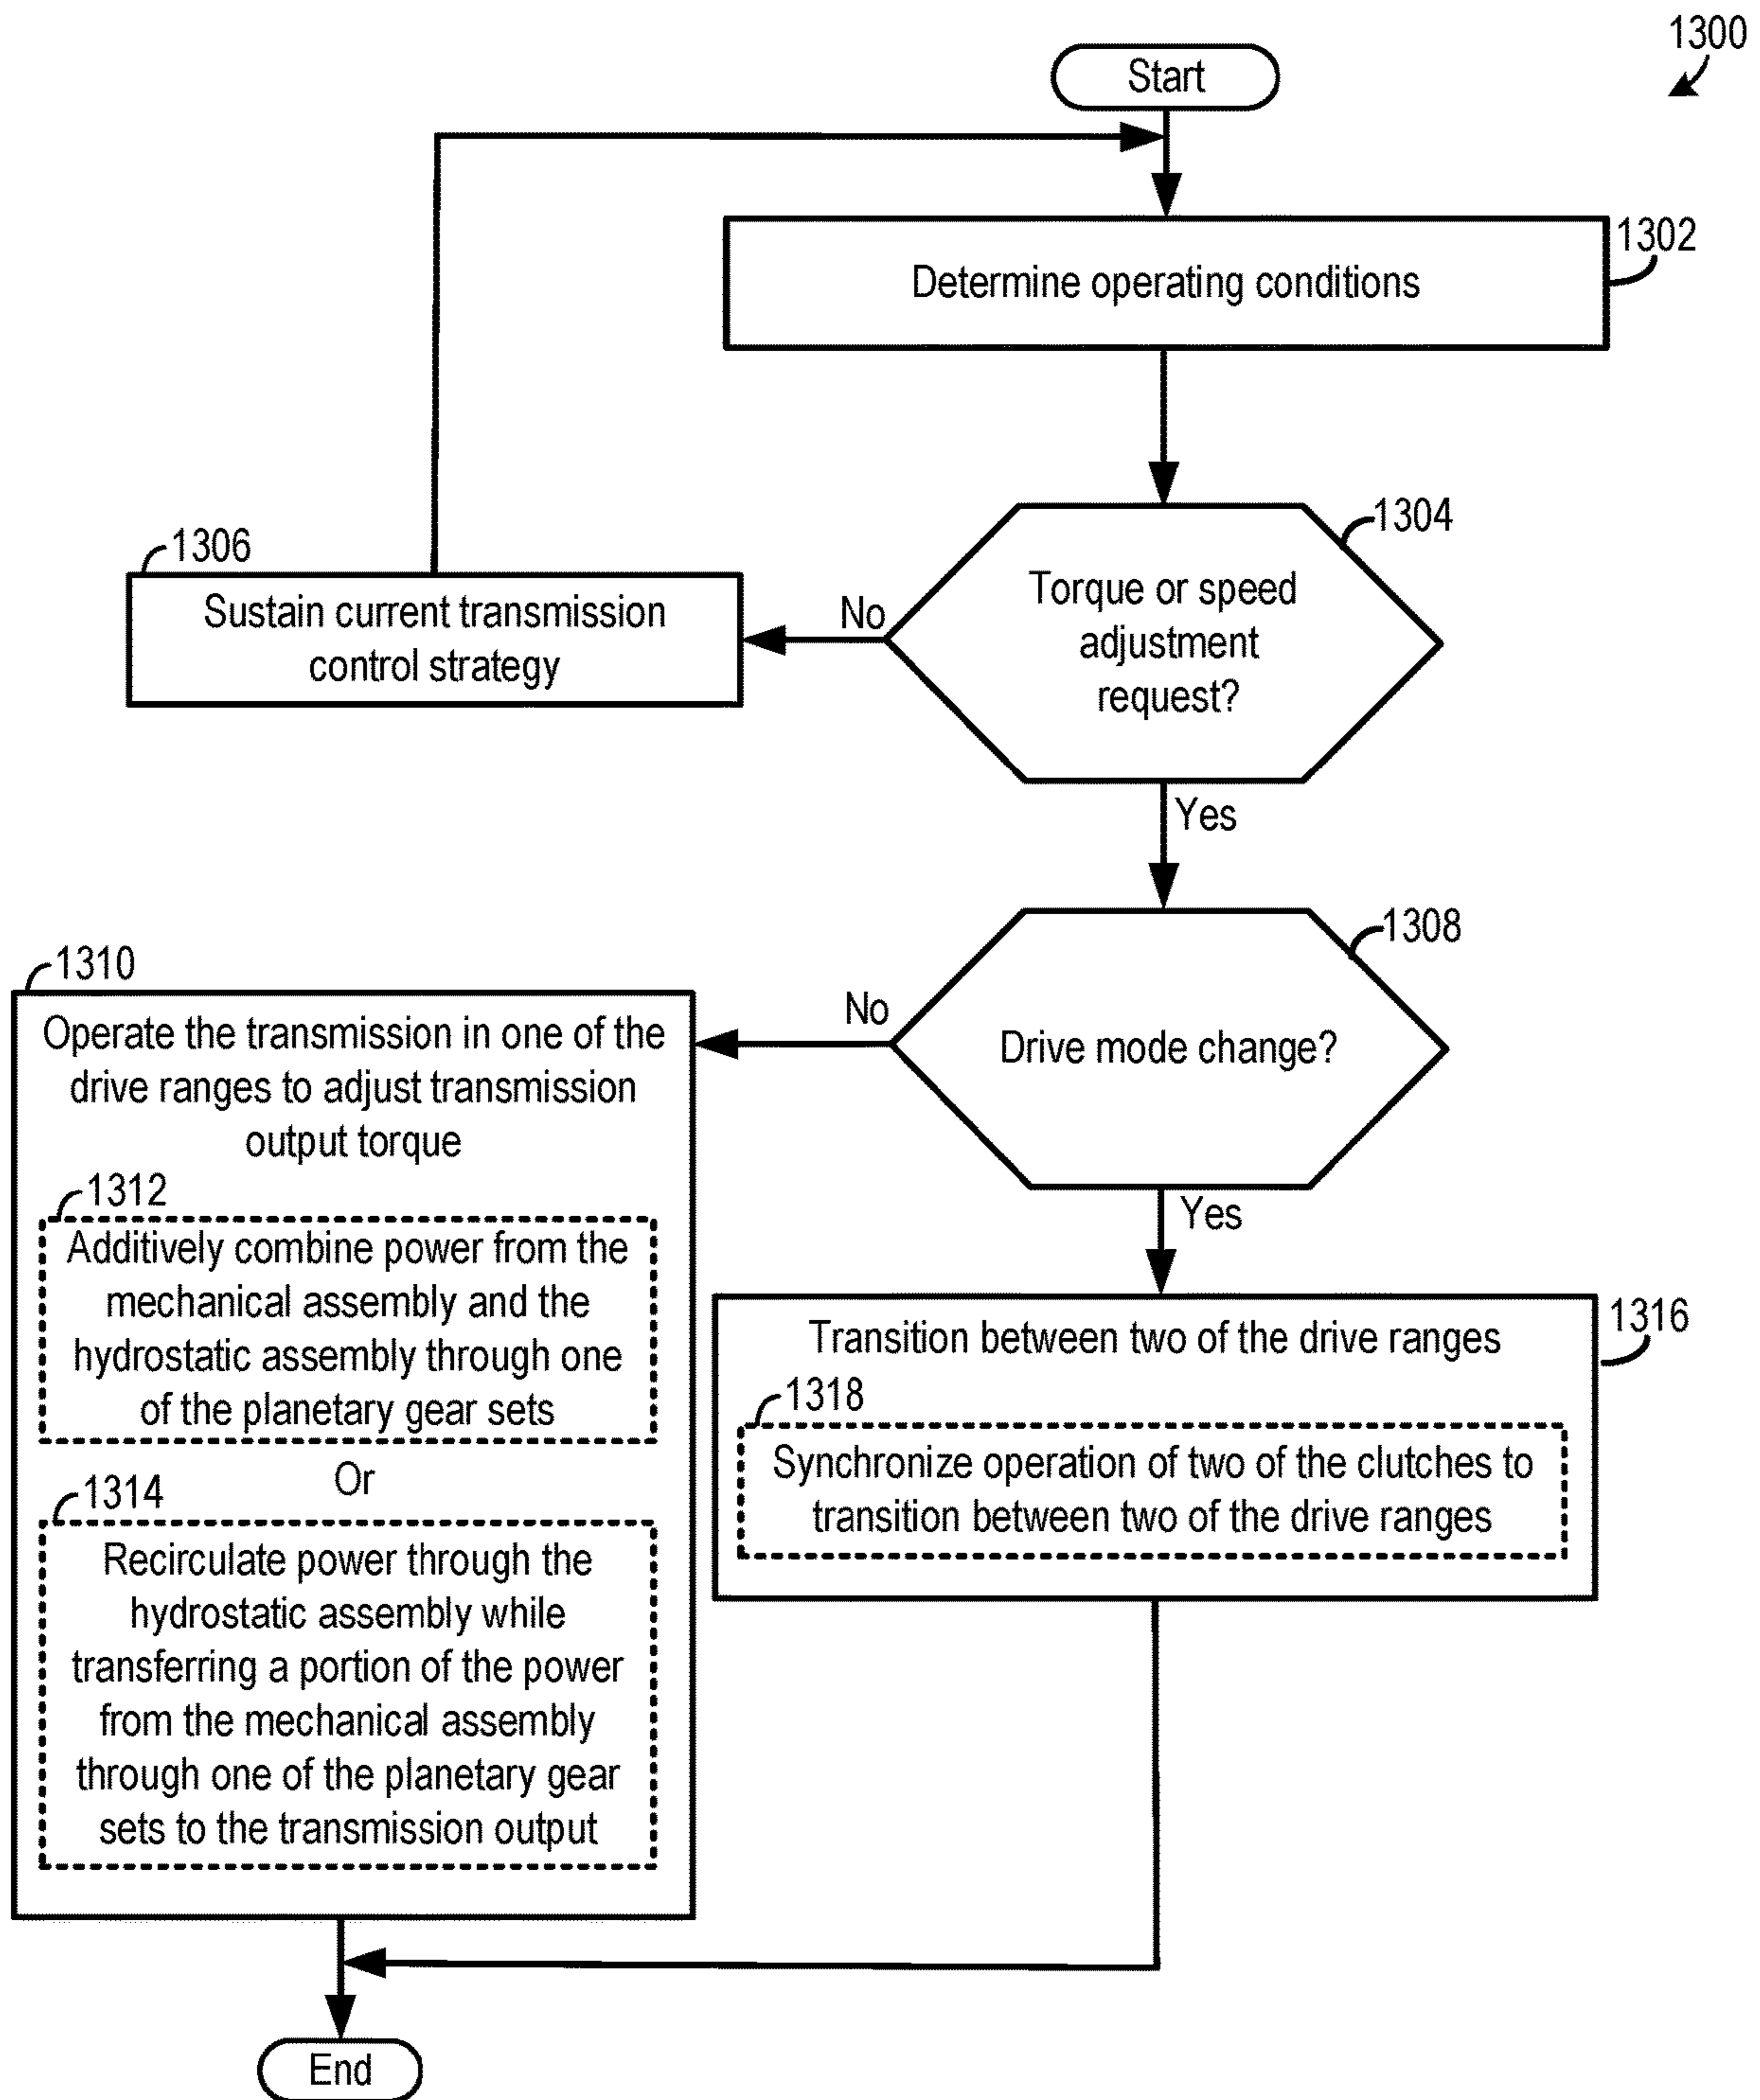 1300
Start
1302
Determine operating conditions
1304
Torque or speed
adjustment
request?
No
1306
Sustain current transmission
control strategy
Yes
1308
Drive mode change?
No
1310
Operate the transmission in one of the
drive ranges to adjust transmission
output torque
1312
Additively combine power from the
mechanical assembly and the
hydrostatic assembly through one
of the planetary gear sets
Or
1314
Recirculate power through the
hydrostatic assembly while
transferring a portion of the power
from the mechanical assembly
through one of the planetary gear
sets to the transmission output
Yes
1316
Transition between two of the drive ranges
1318
Synchronize operation of two of the clutches to
transition between two of the drive ranges
End